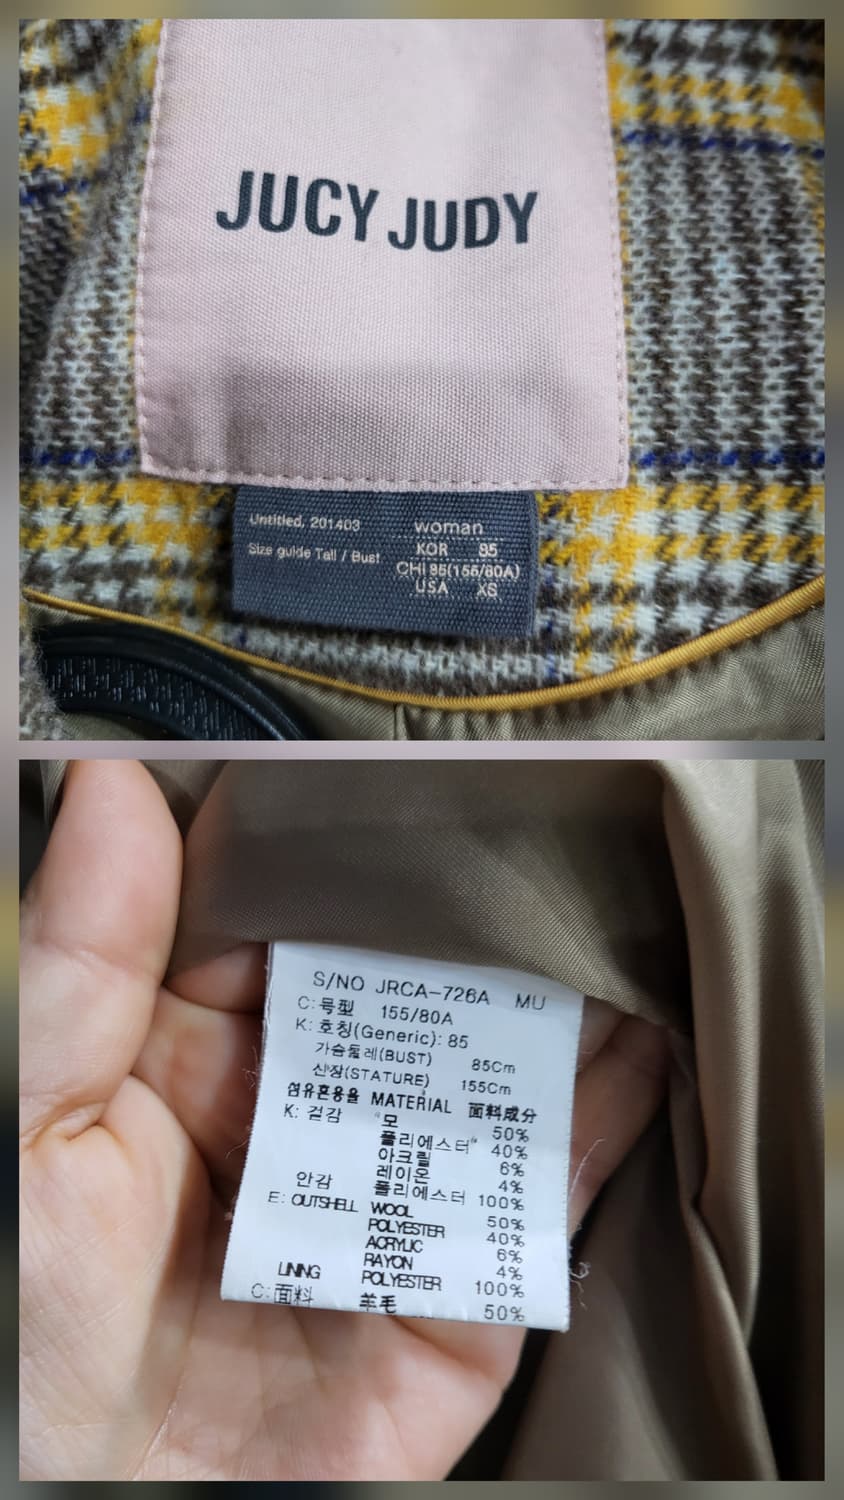 JUCY JUDY
Untitled, 201403 woman
Size guide Tall / Bust KOR 85
CHI 85(155/80A)
USA XS
S/NO JRCA-726A MU
C:号型 155/80A
K:호칭(Generic): 85
가슴둘레(BUST) 85Cm
신장(STATURE) 155Cm
섬유혼용율 MATERIAL 面料成分
K: 겉감 "모 50%
폴리에스터" 40%
아크릴 6%
레이온 4%
안감 폴리에스터 100%
E: OUTSHELL WOOL 50%
POLYESTER 40%
ACRYLIC 6%
RAYON 4%
LINING POLYESTER 100%
C:面料 羊毛 50%